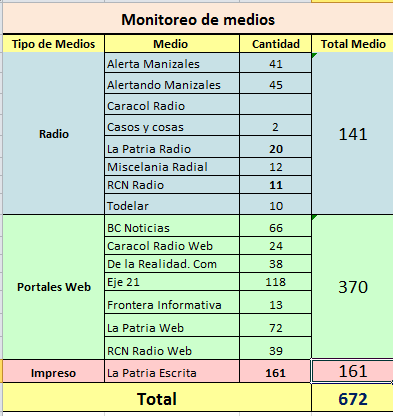 Monitoreo de medios
Tipo de Medios Medio Cantidad Total Medio
Radio
Alerta Manizales 41
Alertando Manizales 45
Caracol Radio
Casos y cosas 2
La Patria Radio 20
Miscelania Radial 12
RCN Radio 11
Todelar 10
141
Portales Web
BC Noticias 66
Caracol Radio Web 24
De la Realidad. Com 38
Eje 21 118
Frontera Informativa 13
La Patria Web 72
RCN Radio Web 39
370
Impreso La Patria Escrita 161 161
Total 672